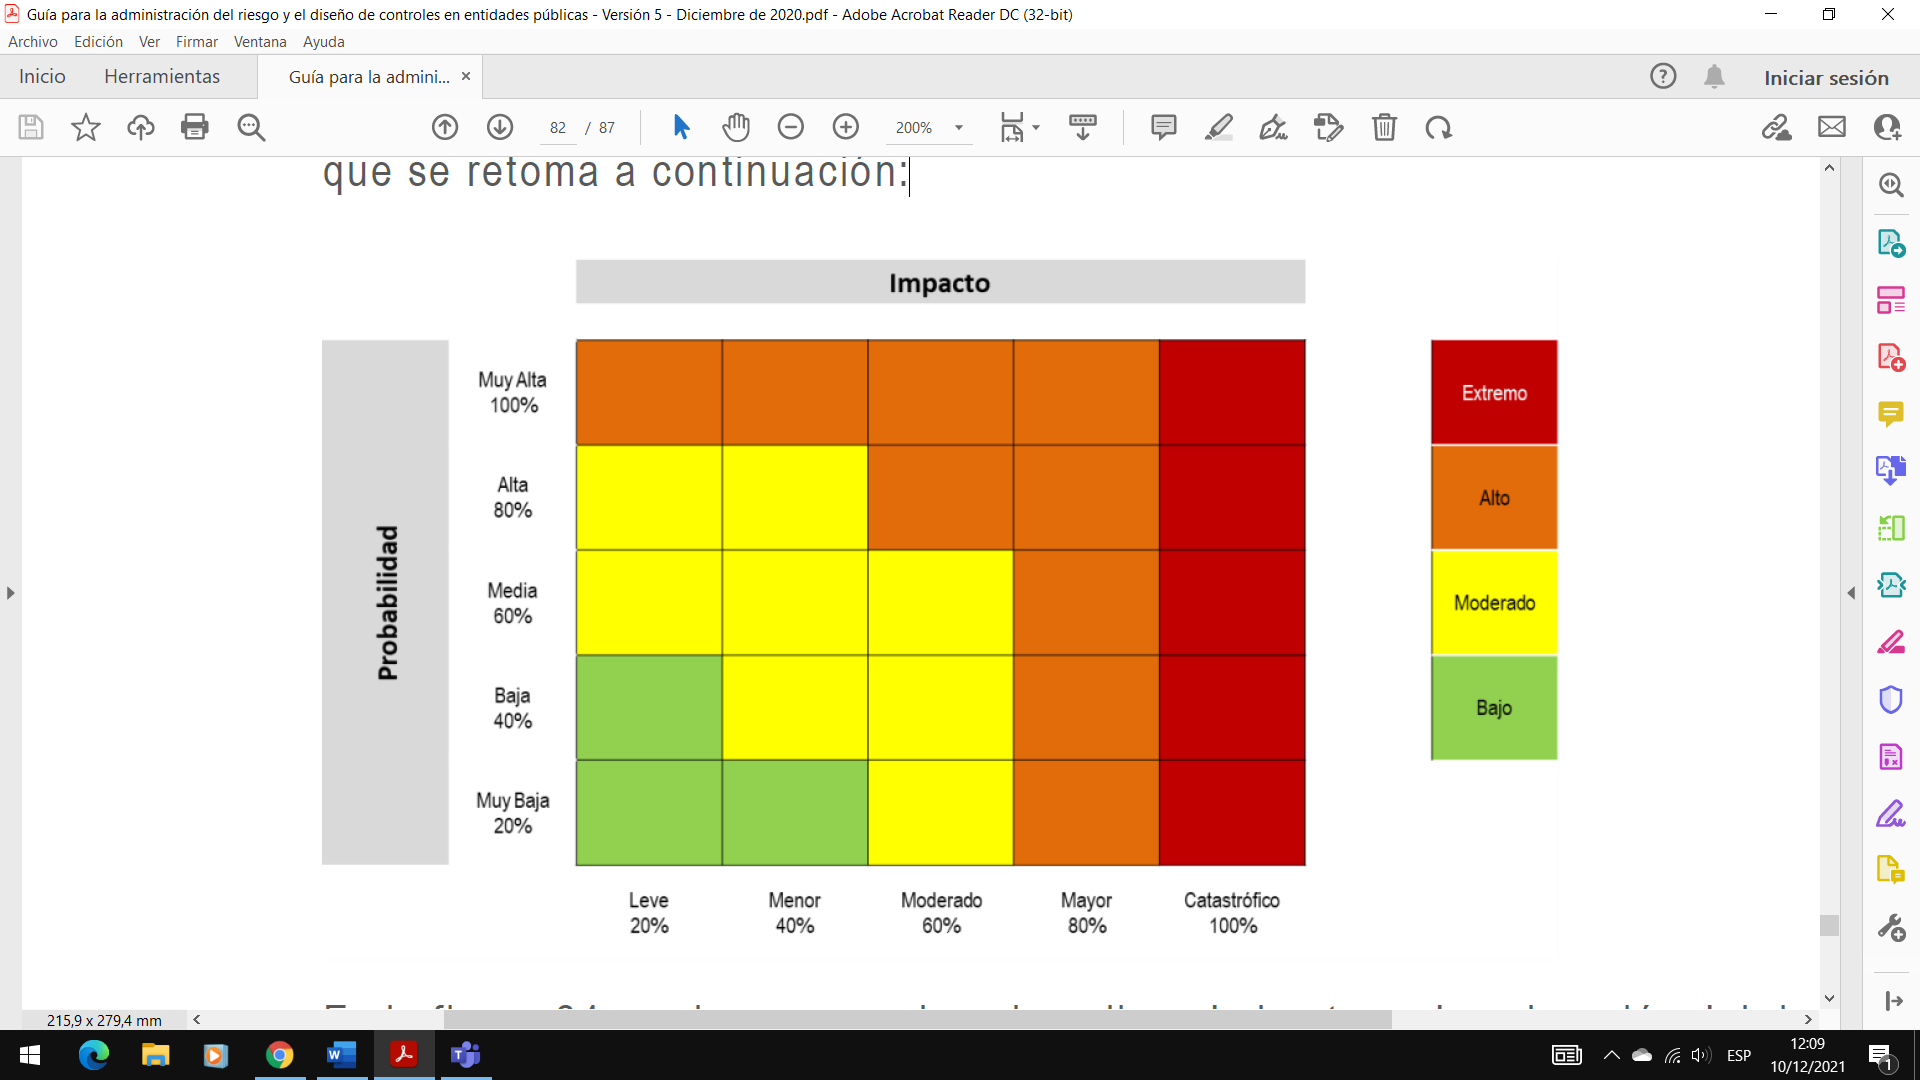 Guía para la administración del riesgo y el diseño de controles en entidades públicas - Versión 5 - Diciembre de 2020.pdf - Adobe Acrobat Reader DC (32-bit)
Archivo Edición Ver Firmar Ventana Ayuda
Inicio Herramientas Guía para la admini... × Iniciar sesión
82 / 87 200%
que se retoma a continuación:
Impacto
Probabilidad
Muy Alta
100%
Alta
80%
Media
60%
Baja
40%
Muy Baja
20%
Leve
20%
Menor
40%
Moderado
60%
Mayor
80%
Catastrófico
100%
Extremo
Alto
Moderado
Bajo
215,9 x 279,4 mm
ESP
12:09
10/12/2021
1